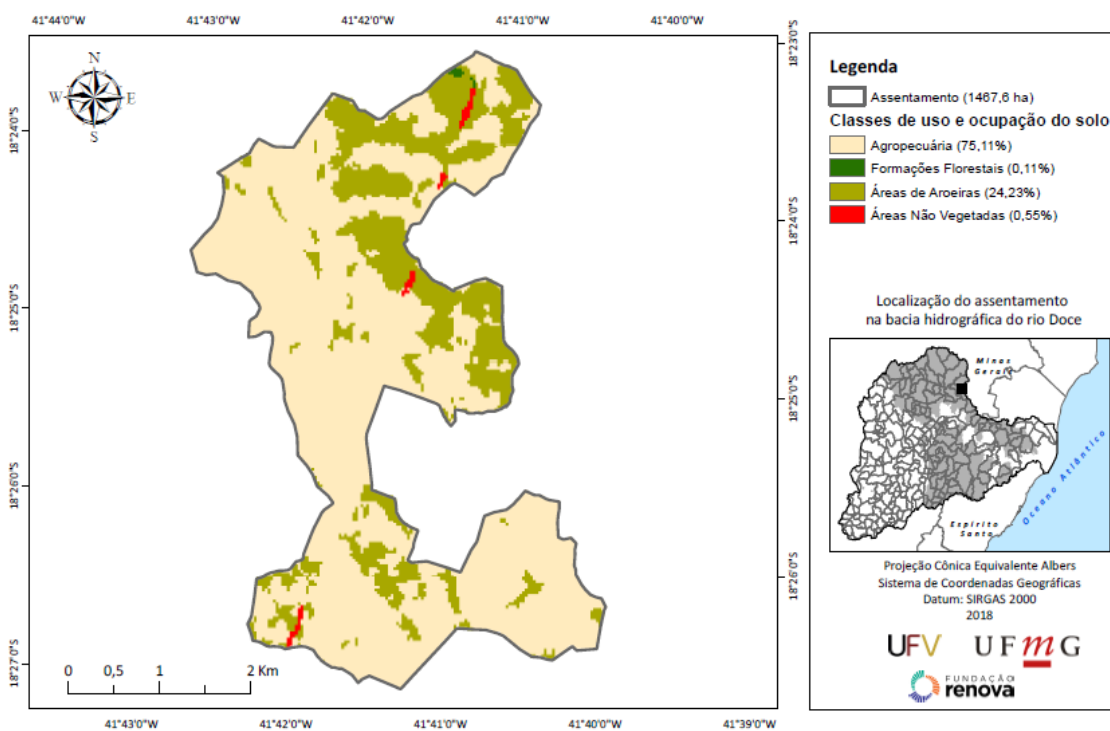 41°44'0"W 41°43'0"W 41°42'0"W 41°41'0"W 41°40'0"W
N
W E
S
18°24'0"S
18°25'0"S
18°26'0"S
18°27'0"S
18°23'0"S
18°24'0"S
18°25'0"S
18°26'0"S
0 0,5 1 2 Km
41°43'0"W 41°42'0"W 41°41'0"W 41°40'0"W 41°39'0"W
Legenda
Assentamento (1467,6 ha)
Classes de uso e ocupação do solo
Agropecuária (75,11%)
Formações Florestais (0,11%)
Áreas de Aroeiras (24,23%)
Áreas Não Vegetadas (0,55%)
Localização do assentamento
na bacia hidrográfica do rio Doce
Minas
Gerais
Oceano Atlântico
Espírito
Santo
Projeção Cônica Equivalente Albers
Sistema de Coordenadas Geográficas
Datum: SIRGAS 2000
2018
UFV UFmG
FUNDAÇÃO
renova